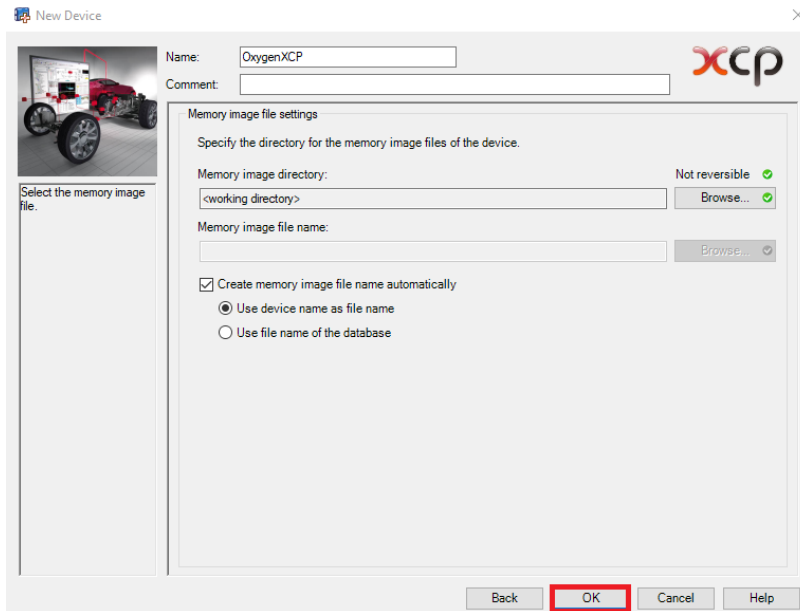 New Device
Name: OxygenXCP
Comment:
xcp
Select the memory image
file.
Memory image file settings
Specify the directory for the memory image files of the device.
Memory image directory: Not reversible
<working directory> Browse...
Memory image file name:
Browse...
Create memory image file name automatically
Use device name as file name
Use file name of the database
Back OK Cancel Help